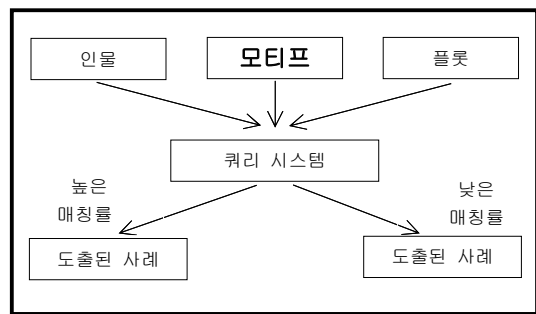 인물
모티프
플롯
쿼리 시스템
높은
매칭률
낮은
매칭률
도출된 사례
도출된 사례